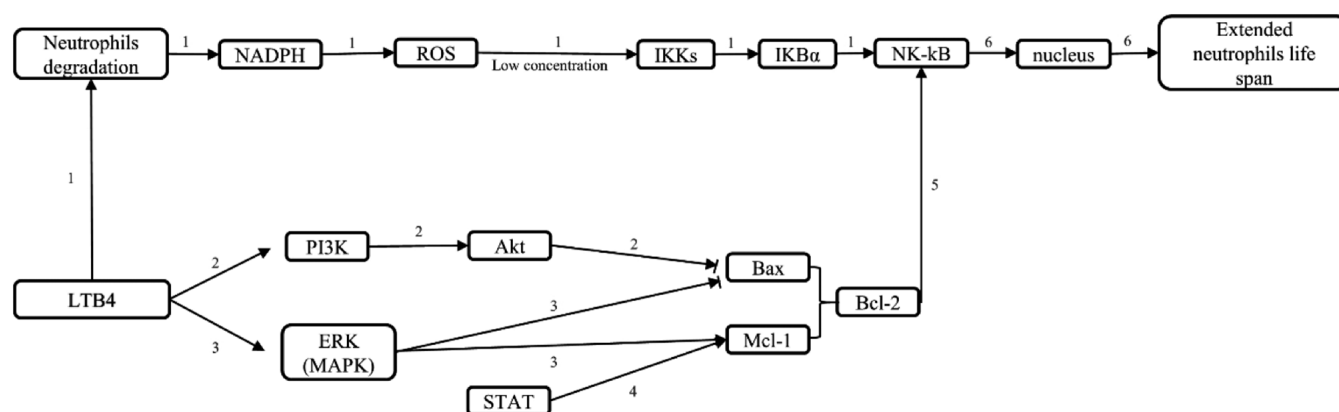 Neutrophils
degradation
1
NADPH
1
ROS
1
Low concentration
IKKs
1
IKBα
1
NK-kB
6
nucleus
6
Extended
neutrophils life
span
1
5
PI3K
2
Akt
2
2
Bax
LTB4
3
Bcl-2
3
ERK
(MAPK)
3
Mcl-1
4
STAT